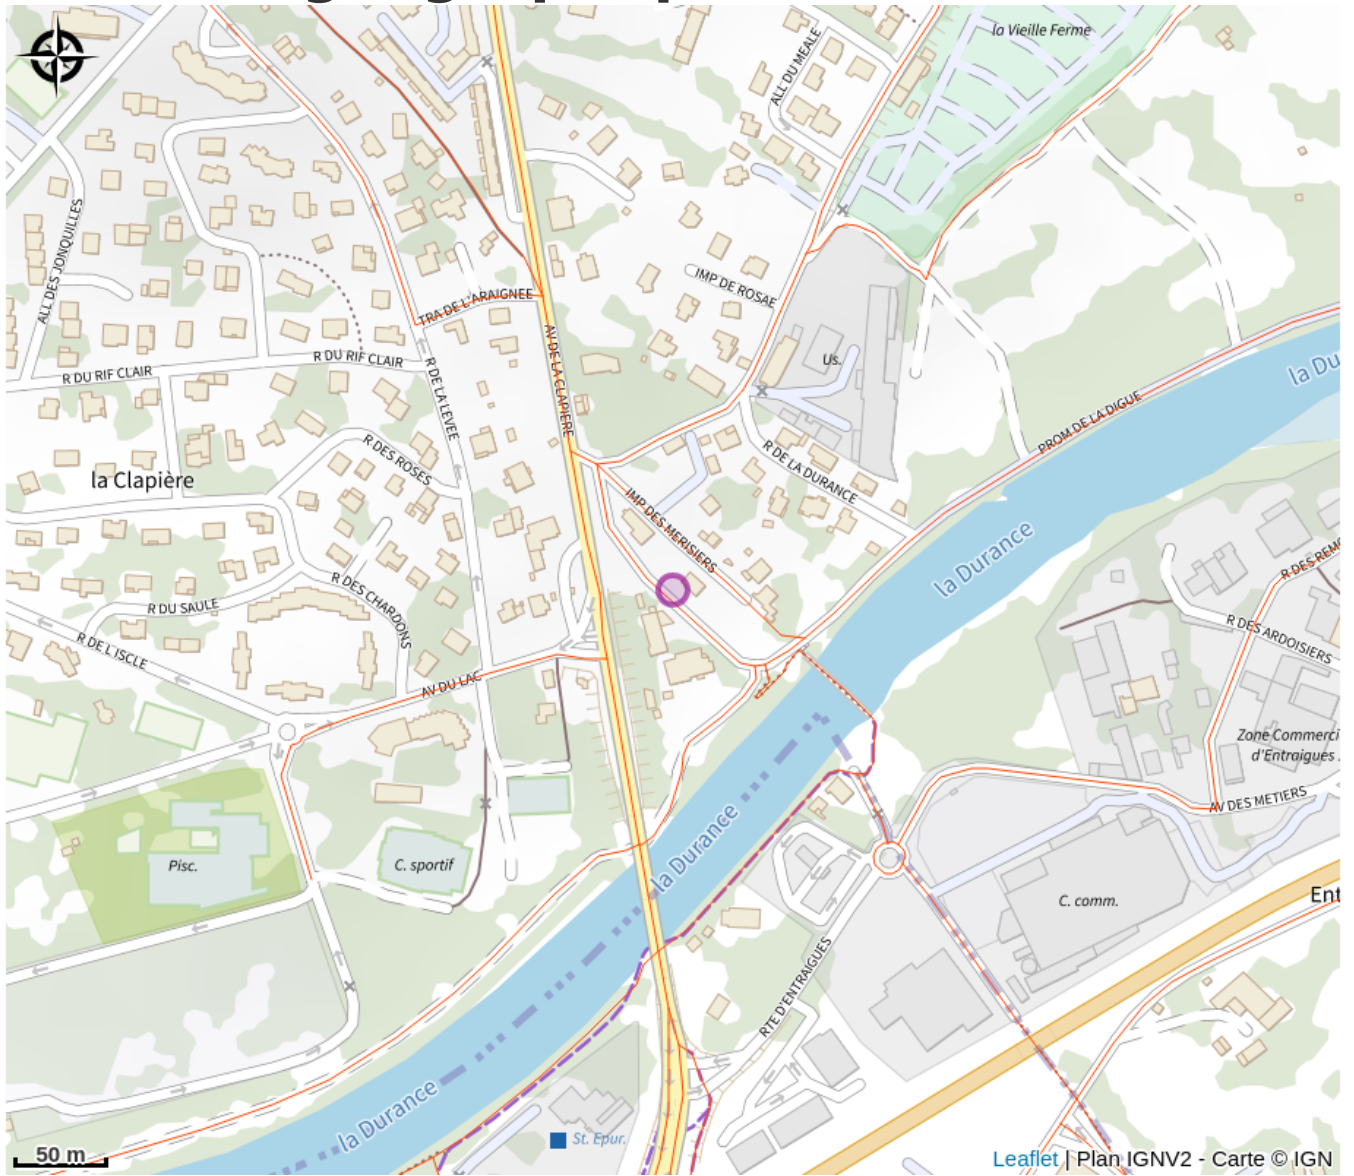 la Vieille Ferme
ALL DU MEALE
ALL DES JONQUILLES
IMP DE ROSAE
TRA DE L'ARAIGNEE
AV DE LA CLAPIERE
R DU RIF CLAIR
R DU RIF CLAIR
R DE LA LEVEE
Us.
la Du
PROM DE LA DIGUE
R DES ROSES
R DE LA DURANCE
la Clapière
IMP DES MERISIERS
la Durance
R DES REMO
R DES CHARDONS
R DU SAULE
R DES ARDOISIERS
R DE L'ISCLE
AV DU LAC
Zone Commerci
d'Entraigues
AV DES METIERS
la Durance
Pisc.
C. sportif
C. comm.
Ent
RTE D'ENTRAIGUES
la Durance
St. Epur.
50 m
Leaflet | Plan IGNV2 - Carte © IGN